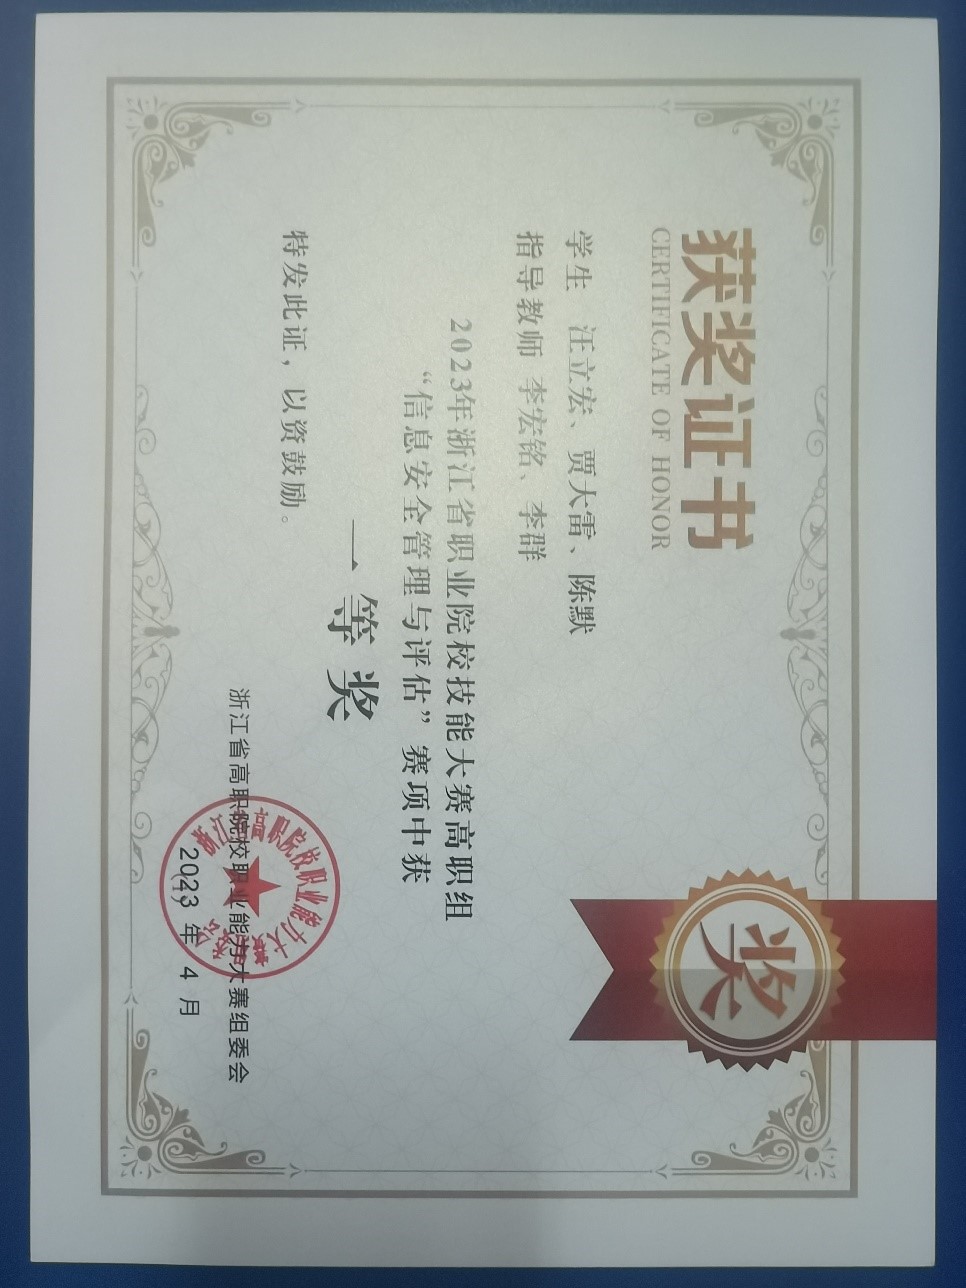 获奖证书
CERTIFICATE OF HONOR
奖
学生 汪立宏、贾大雷、陈默
指导教师 李宏铭、李群
2023年浙江省职业院校技能大赛高职组
“信息安全管理与评估”赛项中获
一等奖
特发此证，以资鼓励。
浙江省高职院校职业能力大赛组委会
2023 年 4 月